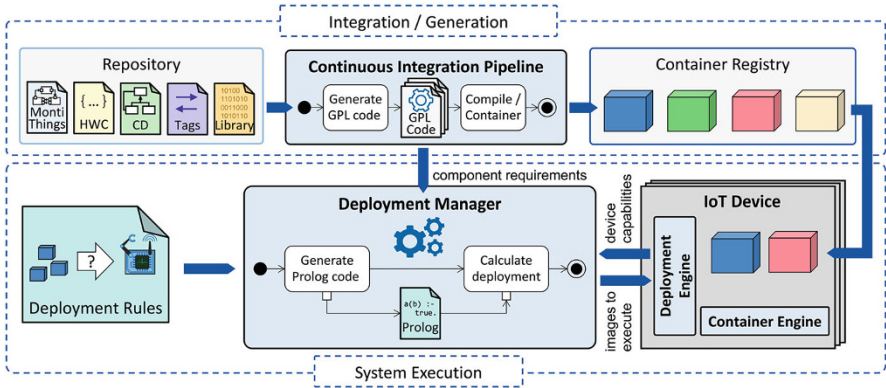 Integration / Generation
Repository
Monti
Things
{ ... }
HWC
CD
Tags
10100
1101010
0011000
1010110
Library
Continuous Integration Pipeline
Generate
GPL code
GPL
Code
Compile /
Container
Container Registry
component requirements
Deployment Rules
?
Deployment Manager
Generate
Prolog code
a(b) :-
true.
Prolog
Calculate
deployment
device
capabilities
images to
execute
IoT Device
Deployment
Engine
Container Engine
System Execution